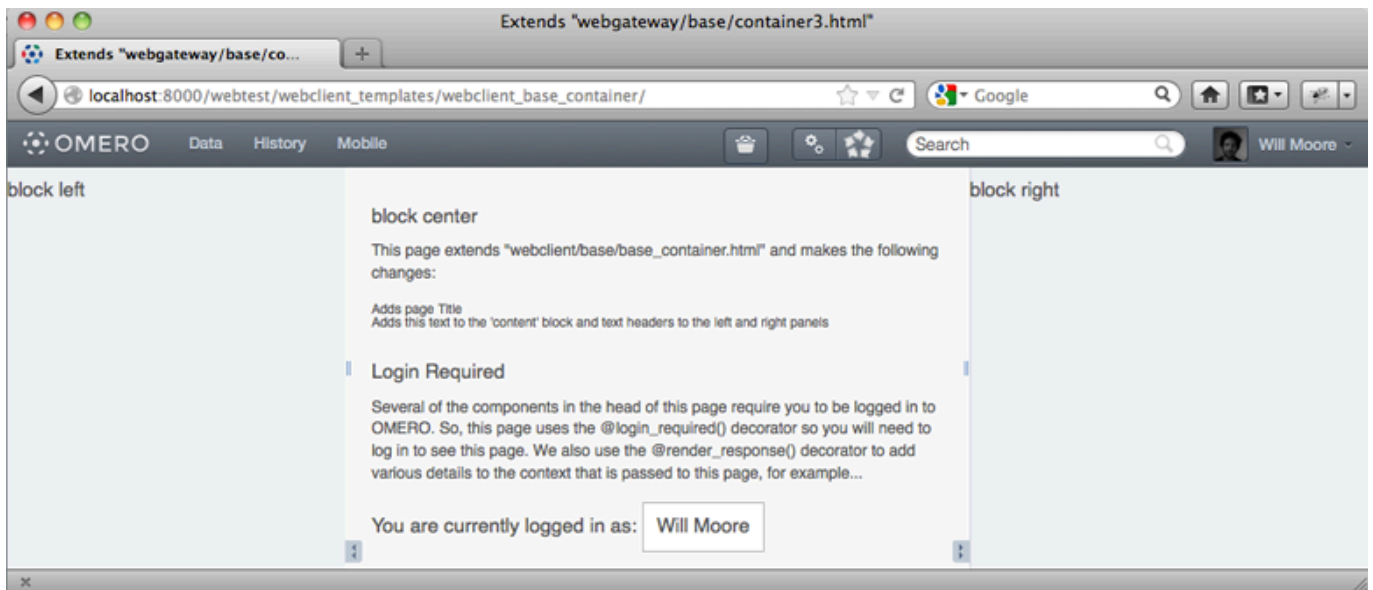 Extends "webgateway/base/container3.html"
Extends "webgateway/base/co...
localhost:8000/webtest/webclient_templates/webclient_base_container/
Google
OMERO Data History Mobile Search Will Moore
block left
block right
block center
This page extends "webclient/base/base_container.html" and makes the following
changes:
Adds page Title
Adds this text to the 'content' block and text headers to the left and right panels
Login Required
Several of the components in the head of this page require you to be logged in to
OMERO. So, this page uses the @login_required() decorator so you will need to
log in to see this page. We also use the @render_response() decorator to add
various details to the context that is passed to this page, for example...
You are currently logged in as: Will Moore